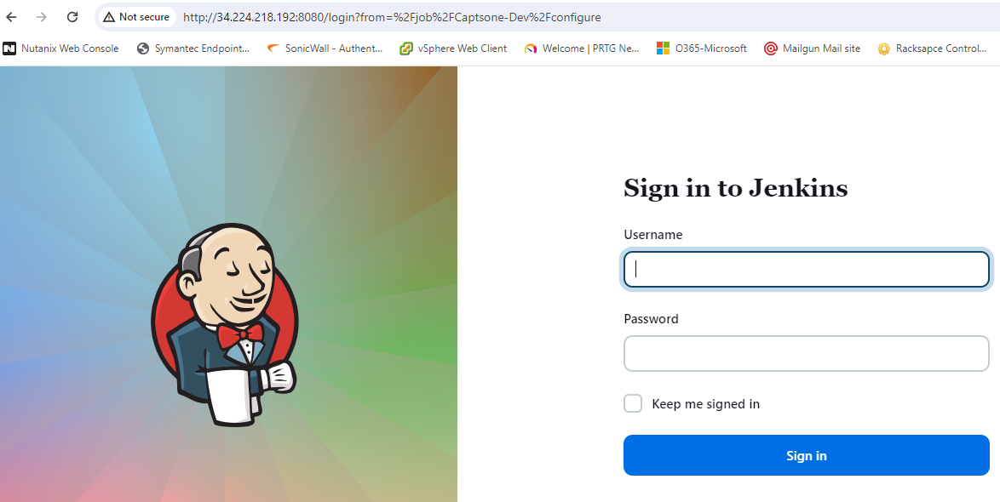 Not secure http://34.224.218.192:8080/login?from=%2Fjob%2FCaptsone-Dev%2Fconfigure
N Nutanix Web Console Symantec Endpoint... SonicWall - Authent... vSphere Web Client Welcome | PRTG Ne... O365-Microsoft Mailgun Mail site Racksapce Control...
Sign in to Jenkins
Username
Password
Keep me signed in
Sign in